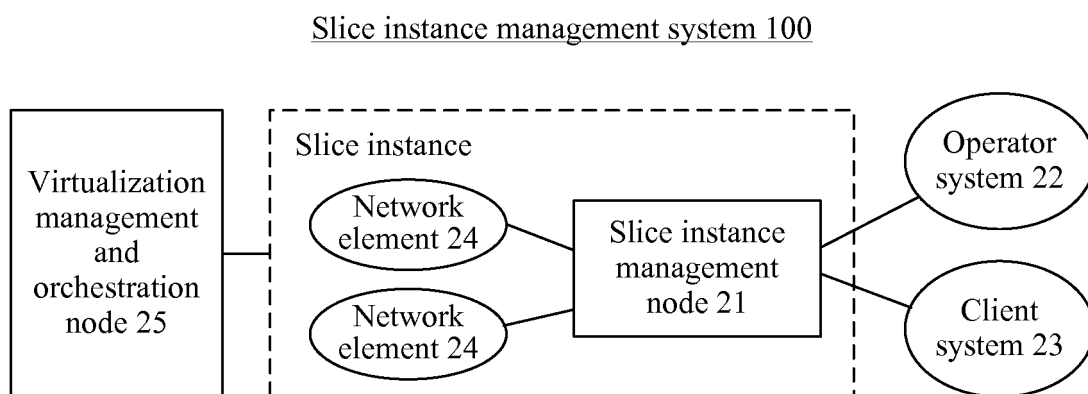 Slice instance management system 100
Virtualization
management
and
orchestration
node 25
Slice instance
Network
element 24
Network
element 24
Slice instance
management
node 21
Operator
system 22
Client
system 23